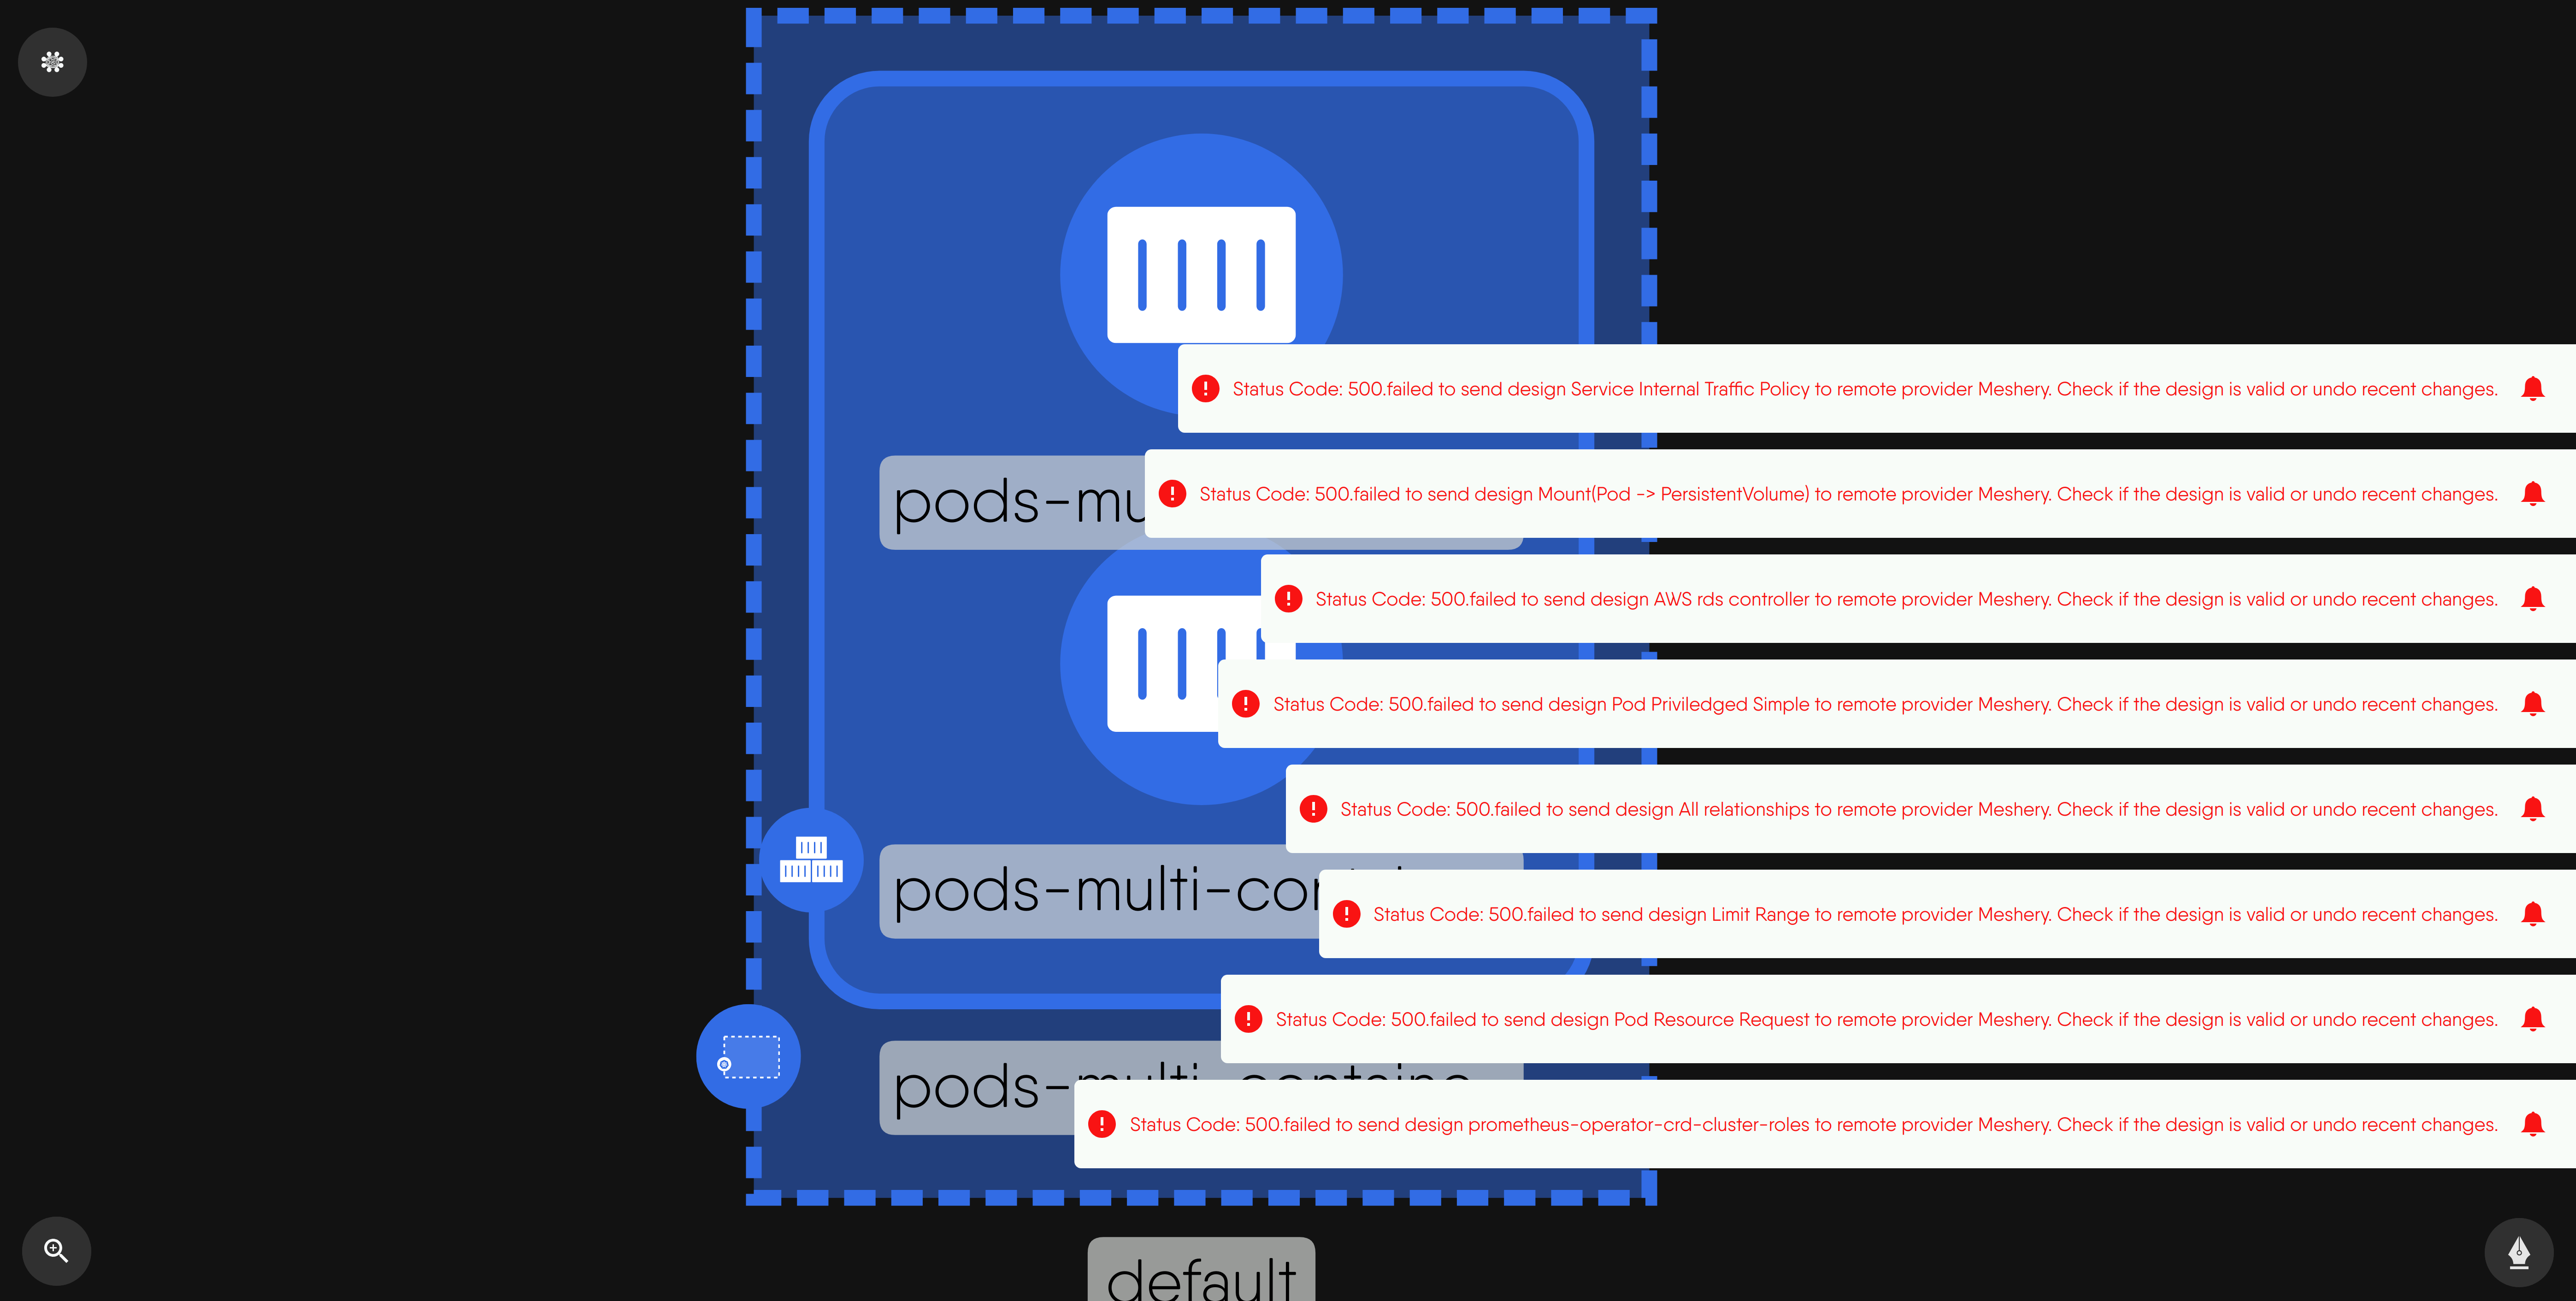 Status Code: 500.failed to send design Service Internal Traffic Policy to remote provider Meshery. Check if the design is valid or undo recent changes.
pods-mu
Status Code: 500.failed to send design Mount(Pod -> PersistentVolume) to remote provider Meshery. Check if the design is valid or undo recent changes.
Status Code: 500.failed to send design AWS rds controller to remote provider Meshery. Check if the design is valid or undo recent changes.
Status Code: 500.failed to send design Pod Priviledged Simple to remote provider Meshery. Check if the design is valid or undo recent changes.
Status Code: 500.failed to send design All relationships to remote provider Meshery. Check if the design is valid or undo recent changes.
pods-multi-con
Status Code: 500.failed to send design Limit Range to remote provider Meshery. Check if the design is valid or undo recent changes.
Status Code: 500.failed to send design Pod Resource Request to remote provider Meshery. Check if the design is valid or undo recent changes.
pods-multi-containe
Status Code: 500.failed to send design prometheus-operator-crd-cluster-roles to remote provider Meshery. Check if the design is valid or undo recent changes.
default